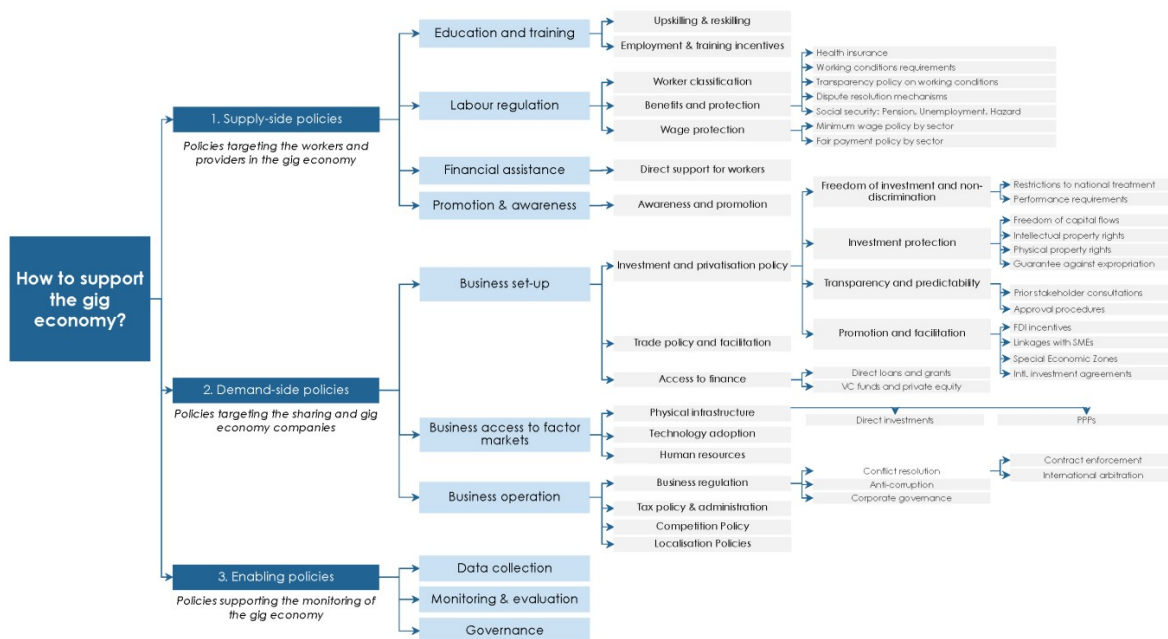 How to support
the gig
economy?
1. Supply-side policies
Policies targeting the workers and
providers in the gig economy
Education and training
Upskilling & reskilling
Employment & training incentives
Labour regulation
Worker classification
Benefits and protection
Health insurance
Working conditions requirements
Transparency policy on working conditions
Dispute resolution mechanisms
Social security: Pension, Unemployment, Hazard
Wage protection
Minimum wage policy by sector
Fair payment policy by sector
Financial assistance
Direct support for workers
Promotion & awareness
Awareness and promotion
2. Demand-side policies
Policies targeting the sharing and gig
economy companies
Business set-up
Investment and privatisation policy
Freedom of investment and non-
discrimination
Restrictions to national treatment
Performance requirements
Investment protection
Freedom of capital flows
Intellectual property rights
Physical property rights
Guarantee against expropriation
Transparency and predictability
Prior stakeholder consultations
Approval procedures
Promotion and facilitation
FDI incentives
Linkages with SMEs
Special Economic Zones
Intl. investment agreements
Trade policy and facilitation
Access to finance
Direct loans and grants
VC funds and private equity
Business access to factor
markets
Physical infrastructure
Direct investments
PPPs
Technology adoption
Human resources
Business operation
Business regulation
Conflict resolution
Contract enforcement
International arbitration
Anti-corruption
Corporate governance
Tax policy & administration
Competition Policy
Localisation Policies
3. Enabling policies
Policies supporting the monitoring of
the gig economy
Data collection
Monitoring & evaluation
Governance